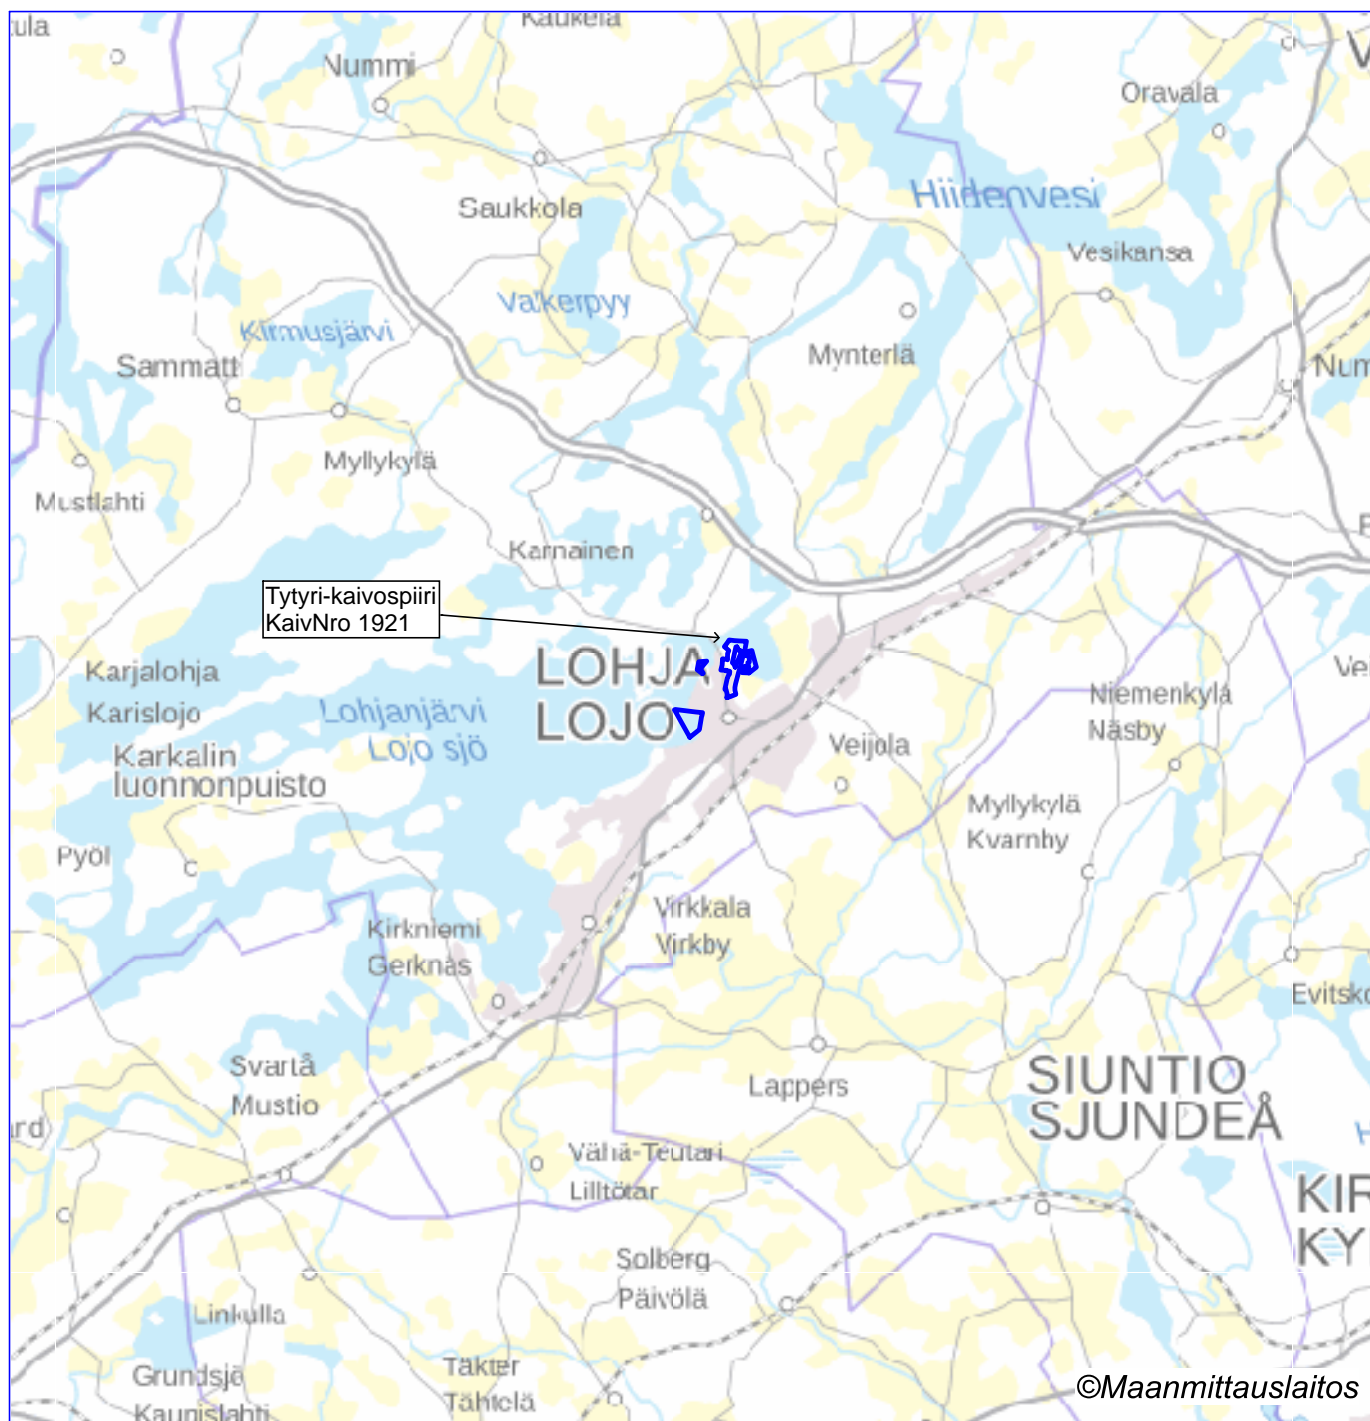 Kaukela
Nummi
Oravala
Hiidenvesi
Saukkola
Vesikansa
Valkerpyy
Kirmusjärvi
Mynterlä
Sammatti
Myllykylä
Mustlahti
Karnainen
Tytyri-kaivospiiri
KaivNro 1921
LOHJA
LOJO
Karjalohja
Karislojo
Lohjanjärvi
Lojo sjö
Karkalin
luonnonpuisto
Niemenkylä
Näsby
Veijola
Myllykylä
Kvarnby
Pyöl
Virkkala
Virkby
Kirkniemi
Gerknäs
Svartå
Mustio
Lappers
SIUNTIO
SJUNDEÅ
Vähä-Teutari
Lilltötar
Solberg
Päivölä
Linkulla
Grundsjö
Kaunislahti
Täkter
Tähtelä
©Maanmittauslaitos